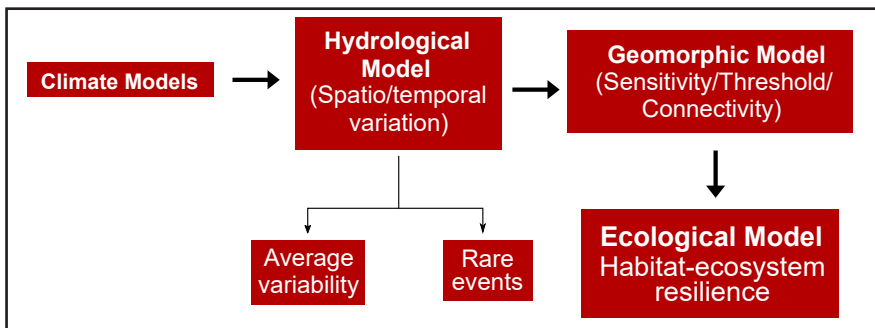 Climate Models
Hydrological
Model
(Spatio/temporal
variation)
Geomorphic Model
(Sensitivity/Threshold/
Connectivity)
Average
variability
Rare
events
Ecological Model
Habitat-ecosystem
resilience